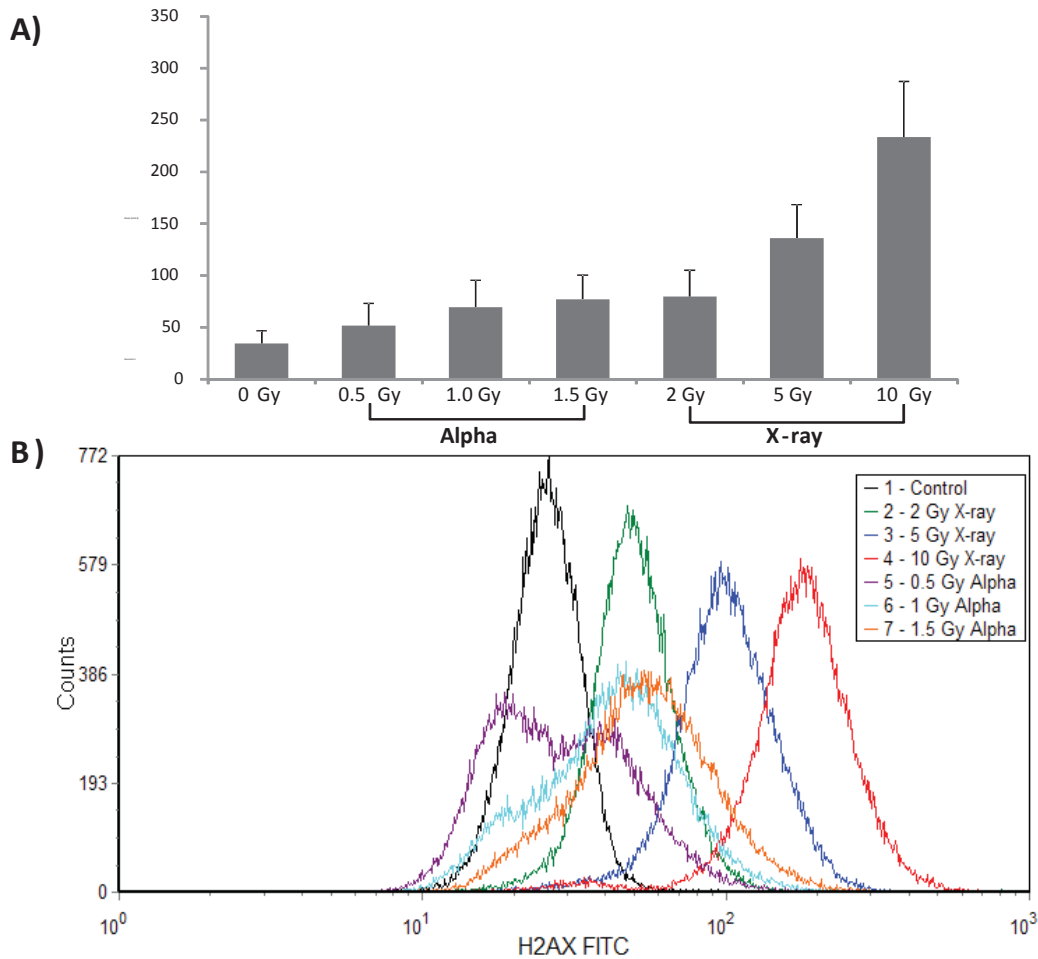 A)
350
300
250
200
150
100
50
0
0 Gy 0.5 Gy 1.0 Gy 1.5 Gy 2 Gy 5 Gy 10 Gy
Alpha X-ray
B)
772
579
386
193
0
Counts
1 - Control
2 - 2 Gy X-ray
3 - 5 Gy X-ray
4 - 10 Gy X-ray
5 - 0.5 Gy Alpha
6 - 1 Gy Alpha
7 - 1.5 Gy Alpha
10^0 10^1 10^2 10^3
H2AX FITC